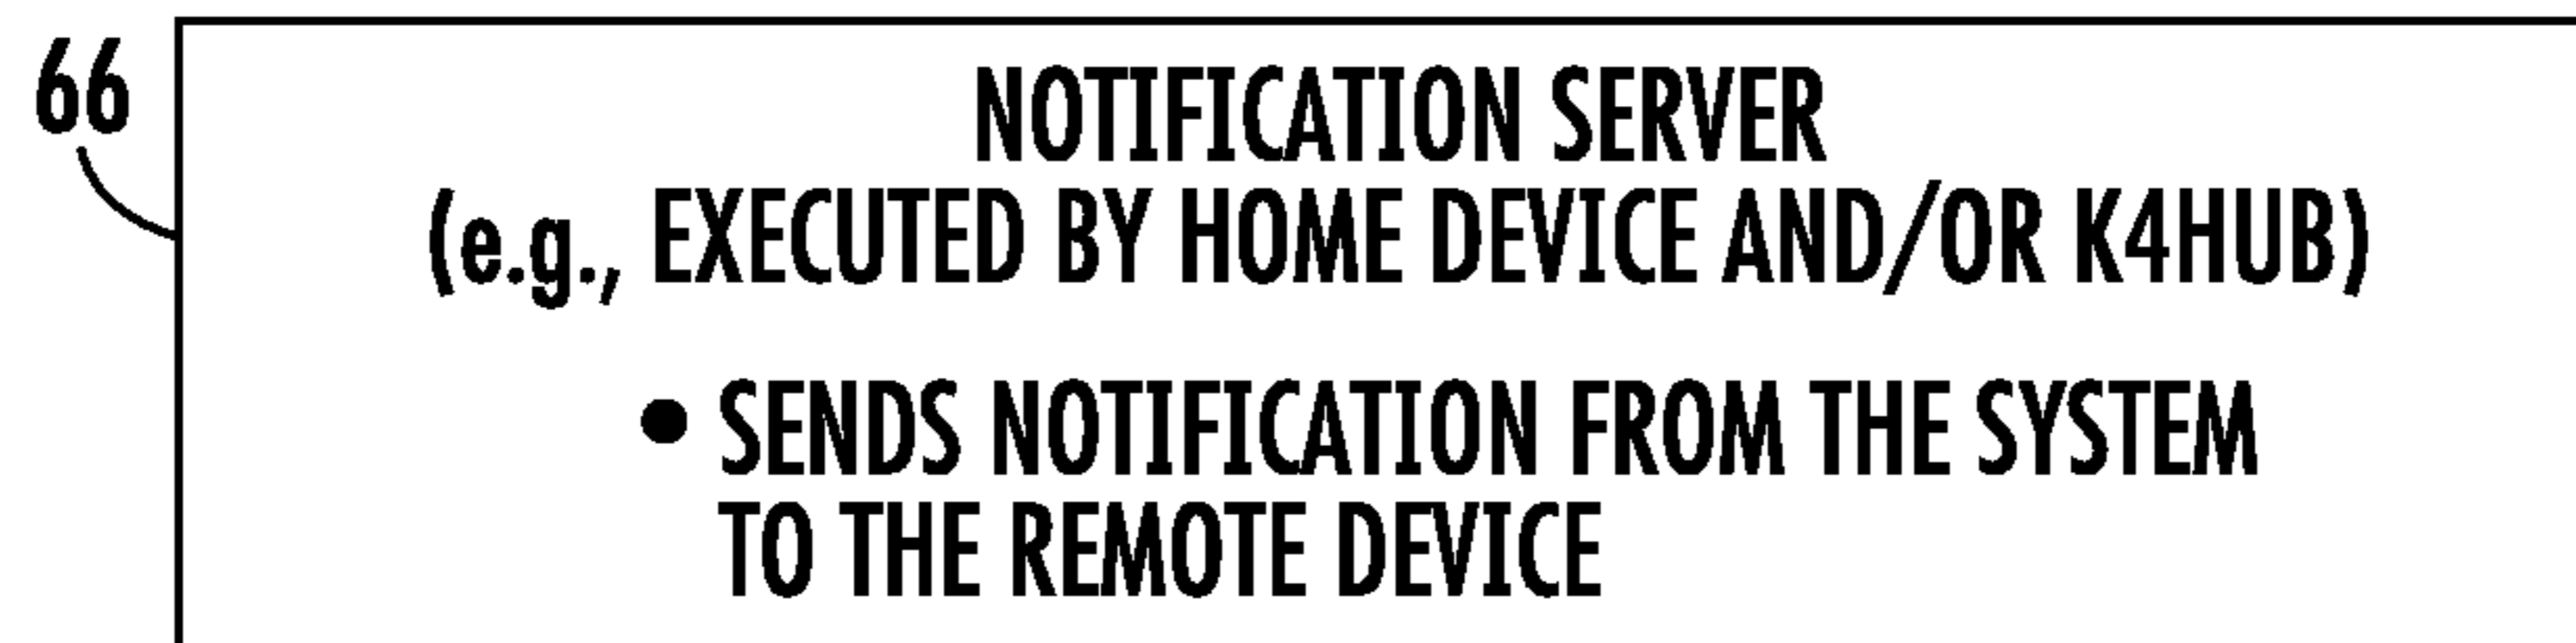 66
NOTIFICATION SERVER
(e.g., EXECUTED BY HOME DEVICE AND/OR K4HUB)
• SENDS NOTIFICATION FROM THE SYSTEM
TO THE REMOTE DEVICE